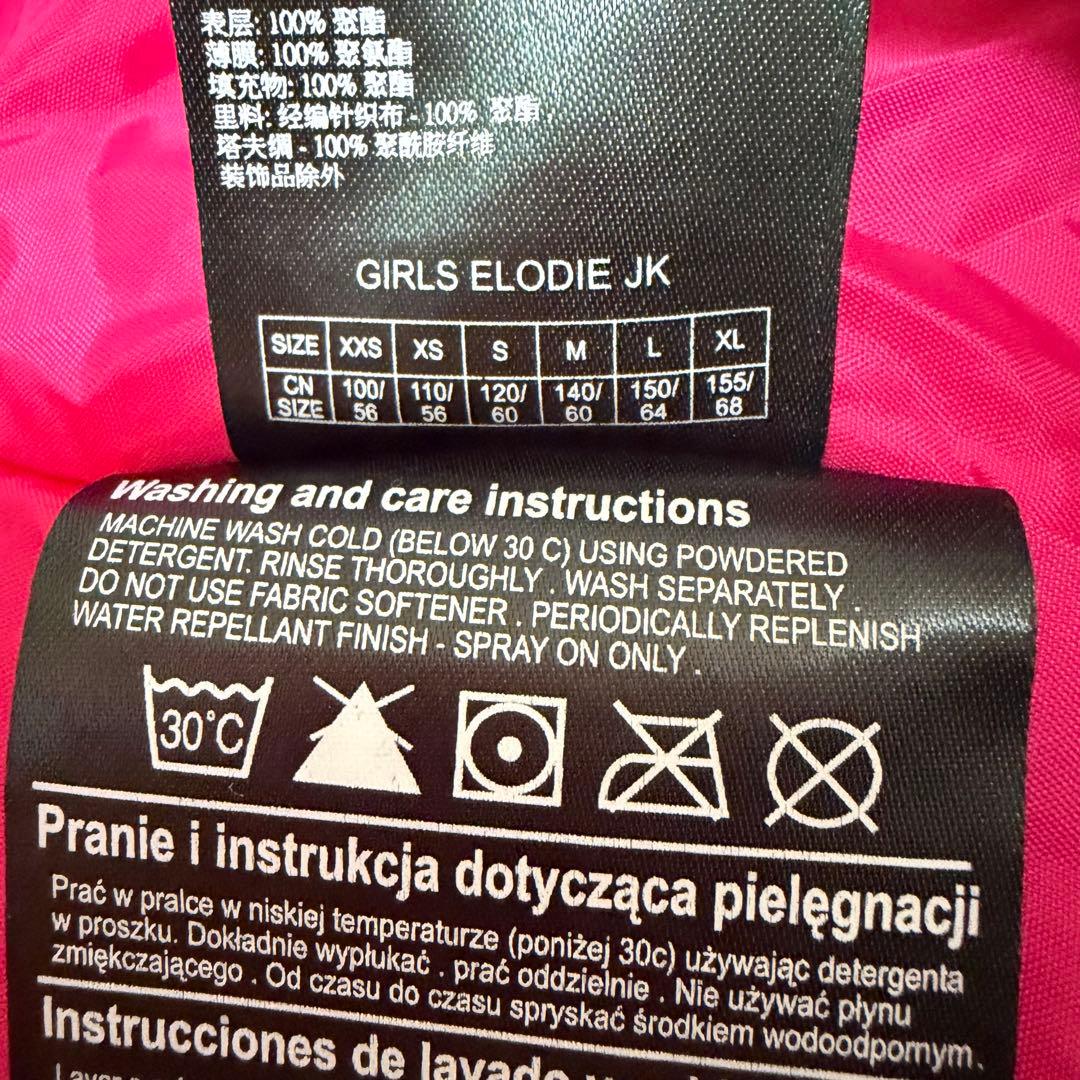 表层: 100% 聚酯
薄膜: 100% 聚氨酯
填充物: 100% 聚酯
里料: 经编针织布 - 100% 聚酯 ,
塔夫绸 - 100% 聚酰胺纤维
装饰品除外
GIRLS ELODIE JK
SIZE XXS XS S M L XL
CN SIZE 100/56 110/56 120/60 140/60 150/64 155/68
Washing and care instructions
MACHINE WASH COLD (BELOW 30 C) USING POWDERED
DETERGENT. RINSE THOROUGHLY . WASH SEPARATELY .
DO NOT USE FABRIC SOFTENER . PERIODICALLY REPLENISH
WATER REPELLANT FINISH - SPRAY ON ONLY .
30°C
Pranie i instrukcja dotycząca pielęgnacji
Prać w pralce w niskiej temperaturze (poniżej 30c) używając detergenta
w proszku. Dokładnie wypłukać . prać oddzielnie . Nie używać płynu
zmiękczającego . Od czasu do czasu spryskać środkiem wodoodpornym.
Instrucciones de lavado